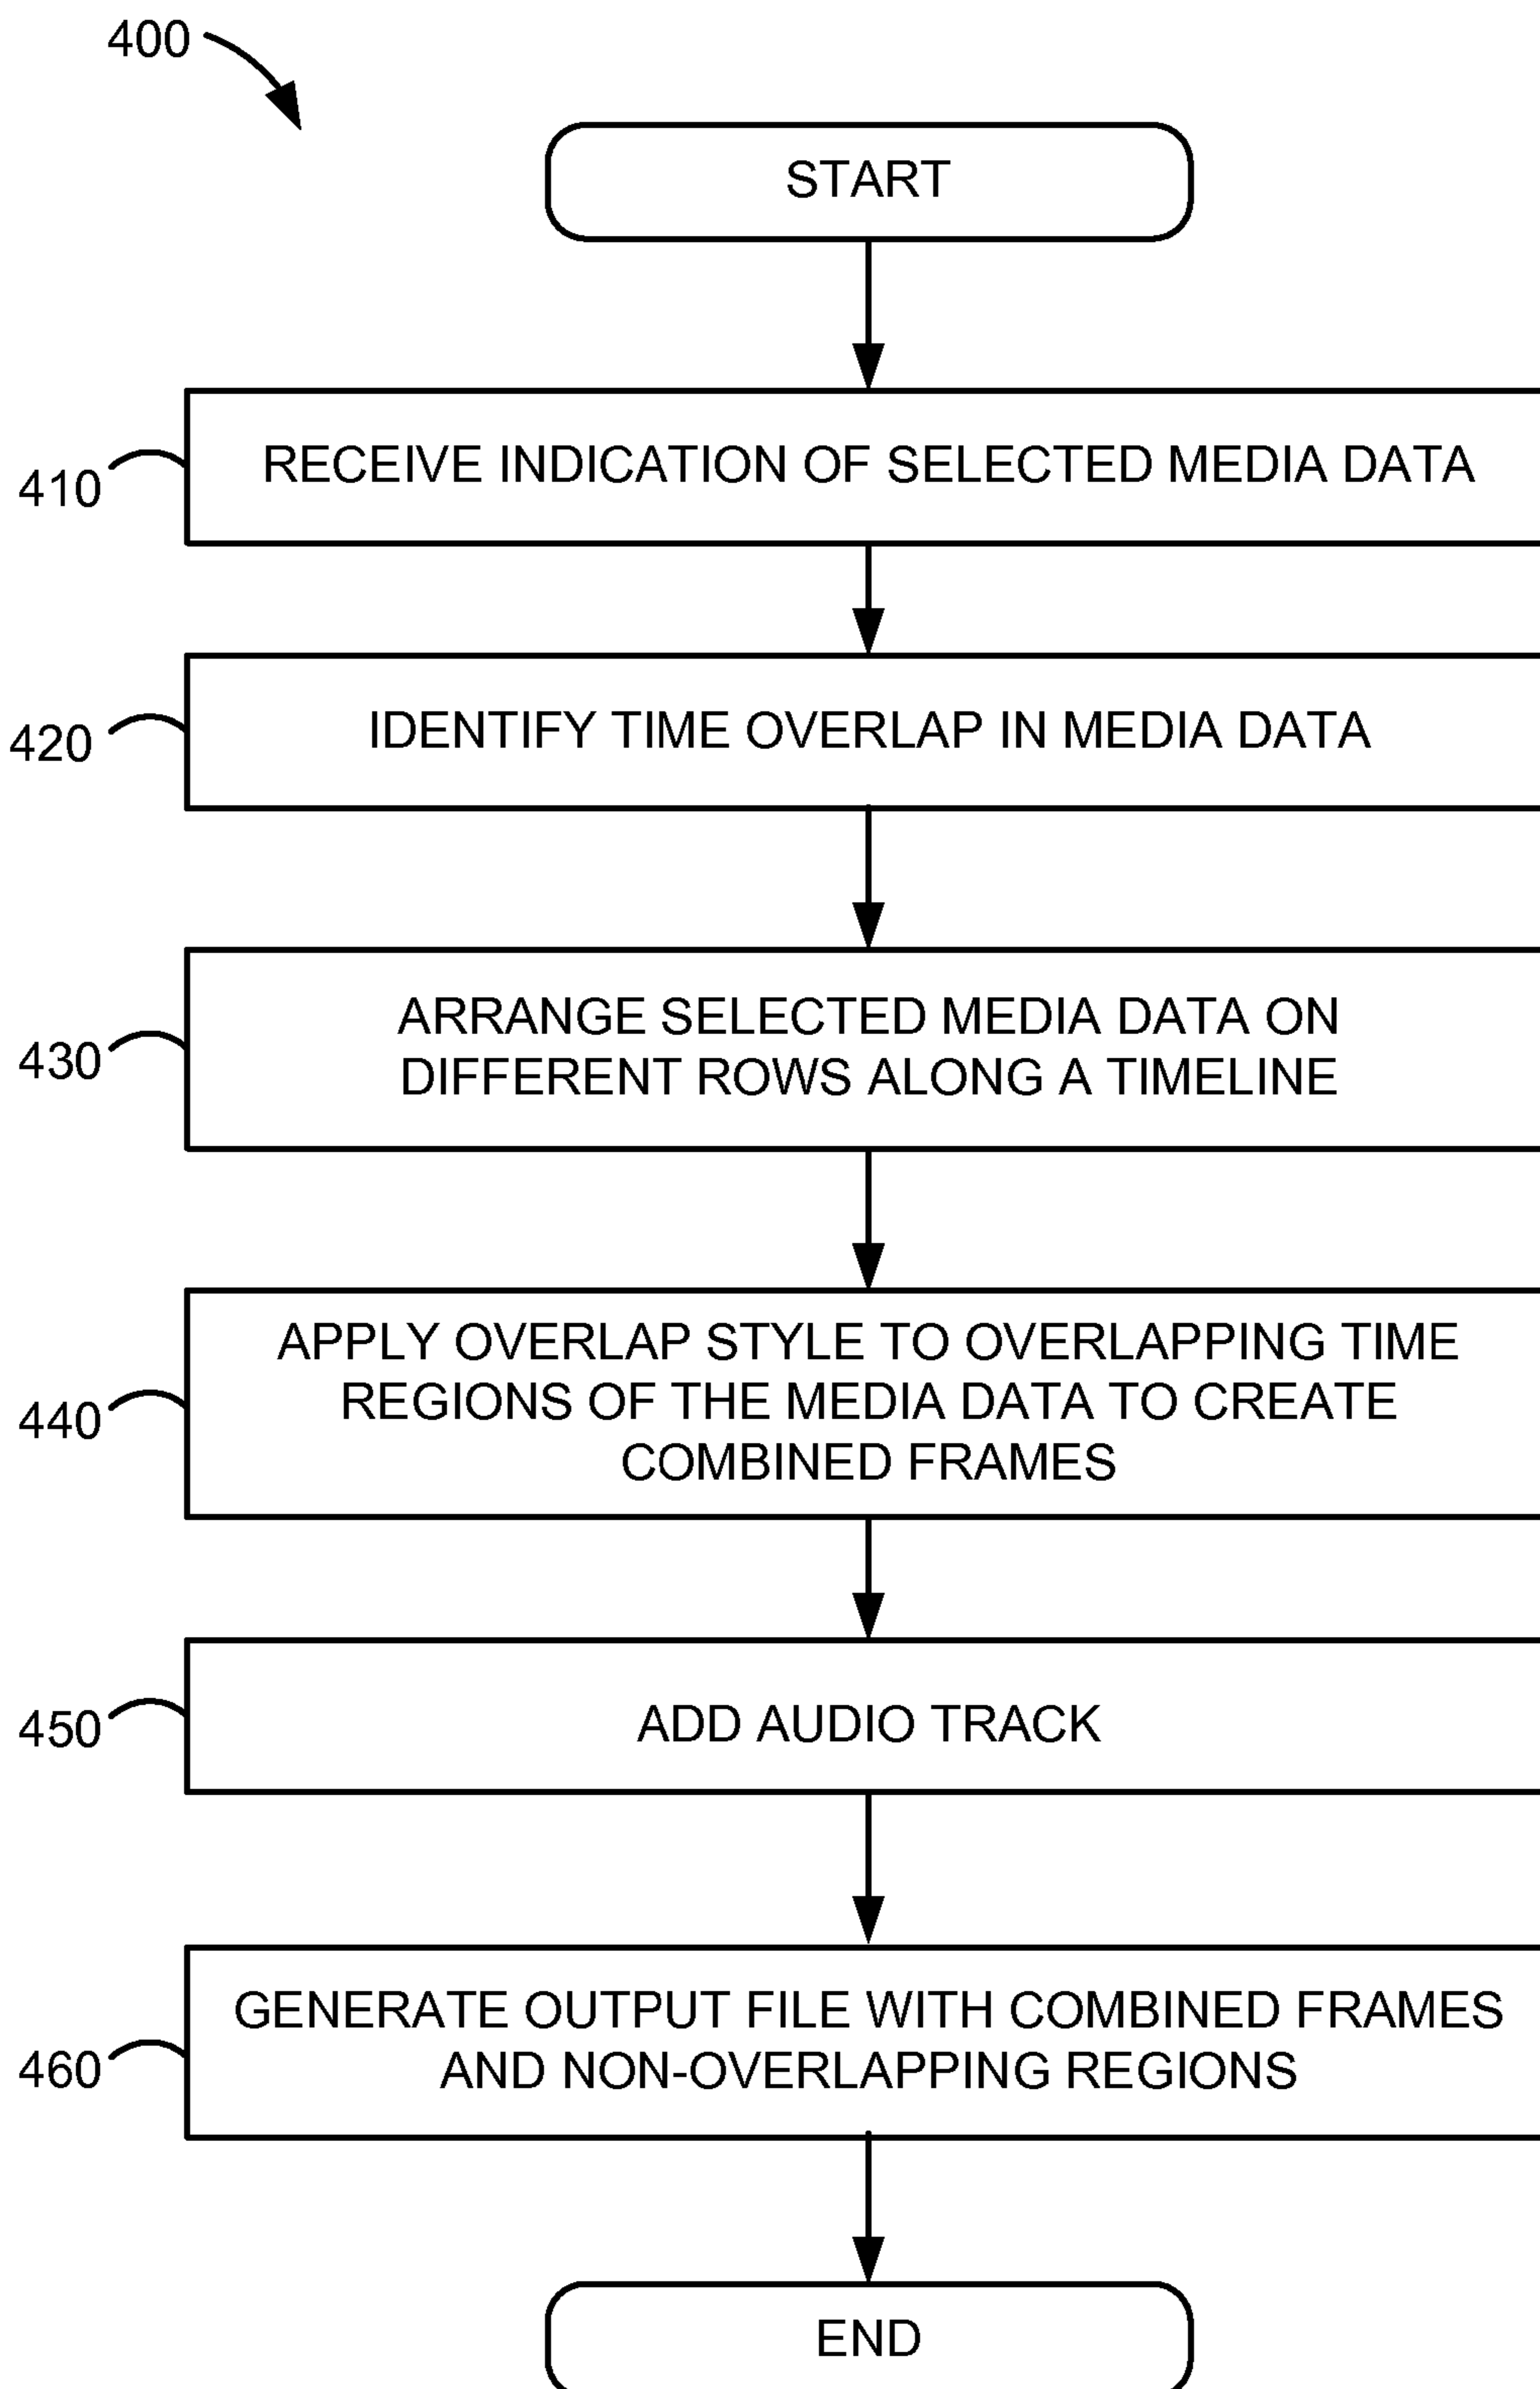 400
START
410
RECEIVE INDICATION OF SELECTED MEDIA DATA
420
IDENTIFY TIME OVERLAP IN MEDIA DATA
430
ARRANGE SELECTED MEDIA DATA ON
DIFFERENT ROWS ALONG A TIMELINE
440
APPLY OVERLAP STYLE TO OVERLAPPING TIME
REGIONS OF THE MEDIA DATA TO CREATE
COMBINED FRAMES
450
ADD AUDIO TRACK
460
GENERATE OUTPUT FILE WITH COMBINED FRAMES
AND NON-OVERLAPPING REGIONS
END